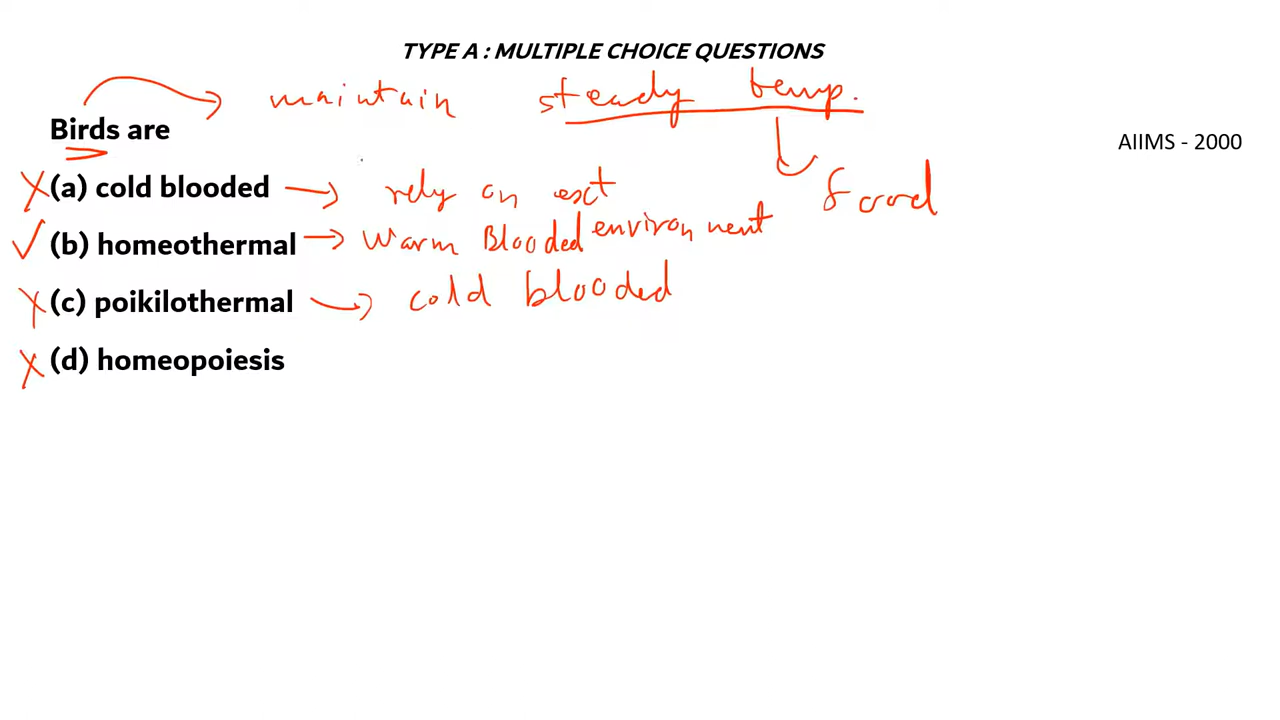 TYPE A : MULTIPLE CHOICE QUESTIONS
maintain steady temp.
Birds are
AIIMS - 2000
(a) cold blooded → rely on ext
food
environment
(b) homeothermal → Warm Blooded
(c) poikilothermal → cold blooded
(d) homeopoiesis